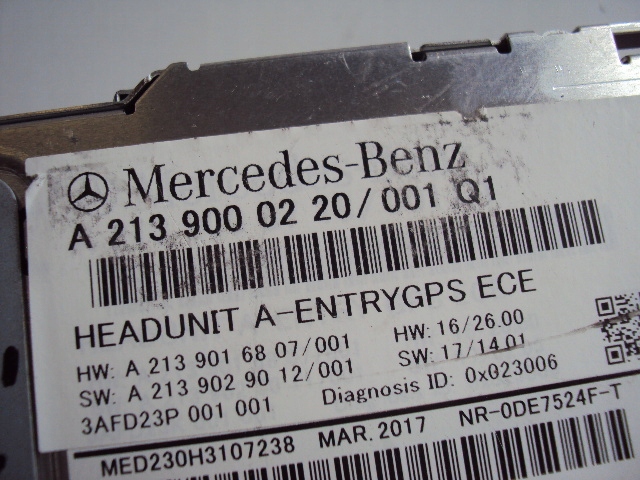 Mercedes-Benz
A 213 900 02 20/001 Q1
HEADUNIT A-ENTRYGPS ECE
HW: A 213 901 68 07/001 HW: 16/26.00
SW: A 213 902 90 12/001 SW: 17/14.01
3AFD23P 001 001 Diagnosis ID: 0x023006
MED230H3107238 MAR.2017 NR-0DE7524F-T